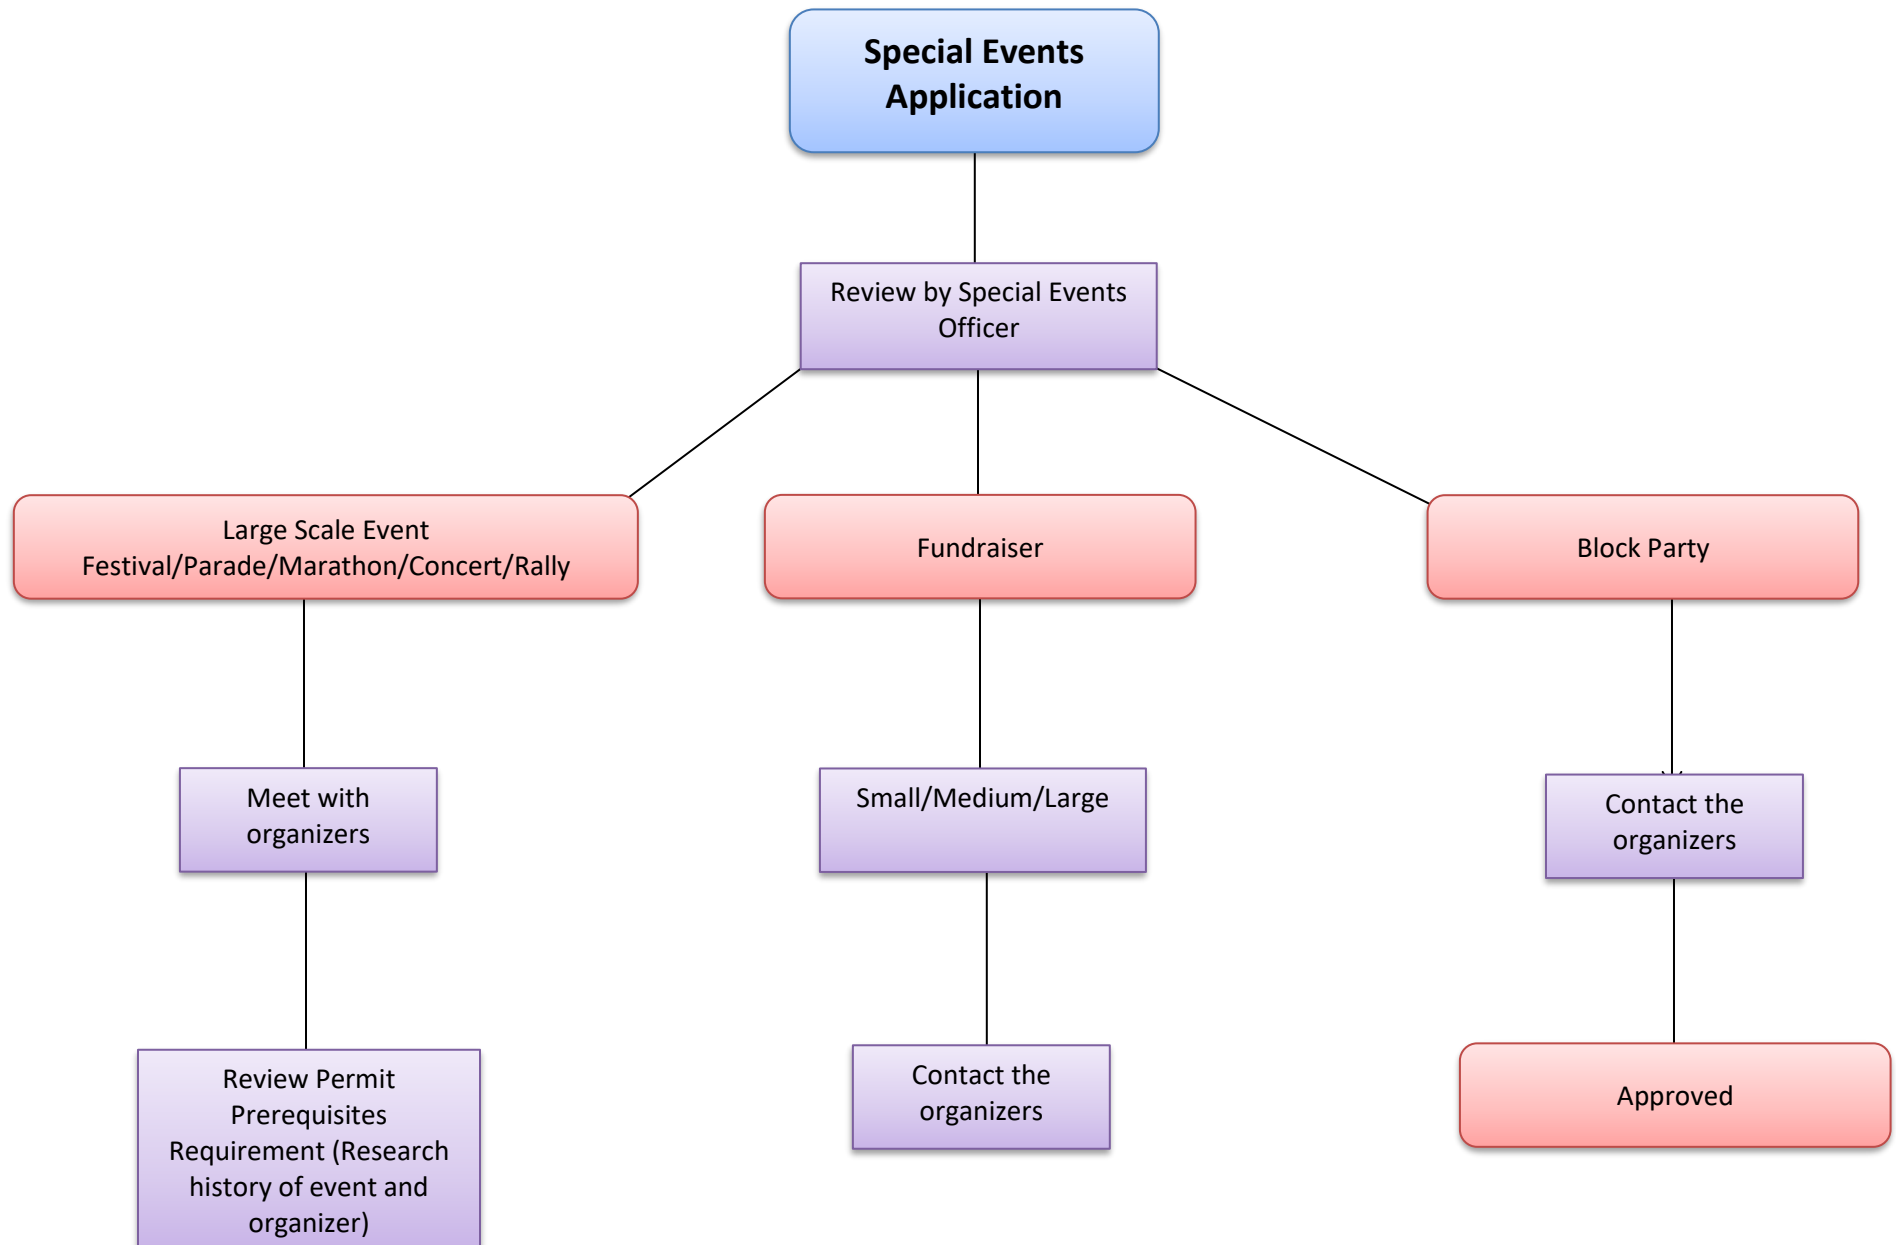 Special Events
Application
Review by Special Events
Officer
Large Scale Event
Festival/Parade/Marathon/Concert/Rally
Fundraiser
Block Party
Meet with
organizers
Small/Medium/Large
Contact the
organizers
Review Permit
Prerequisites
Requirement (Research
history of event and
organizer)
Contact the
organizers
Approved